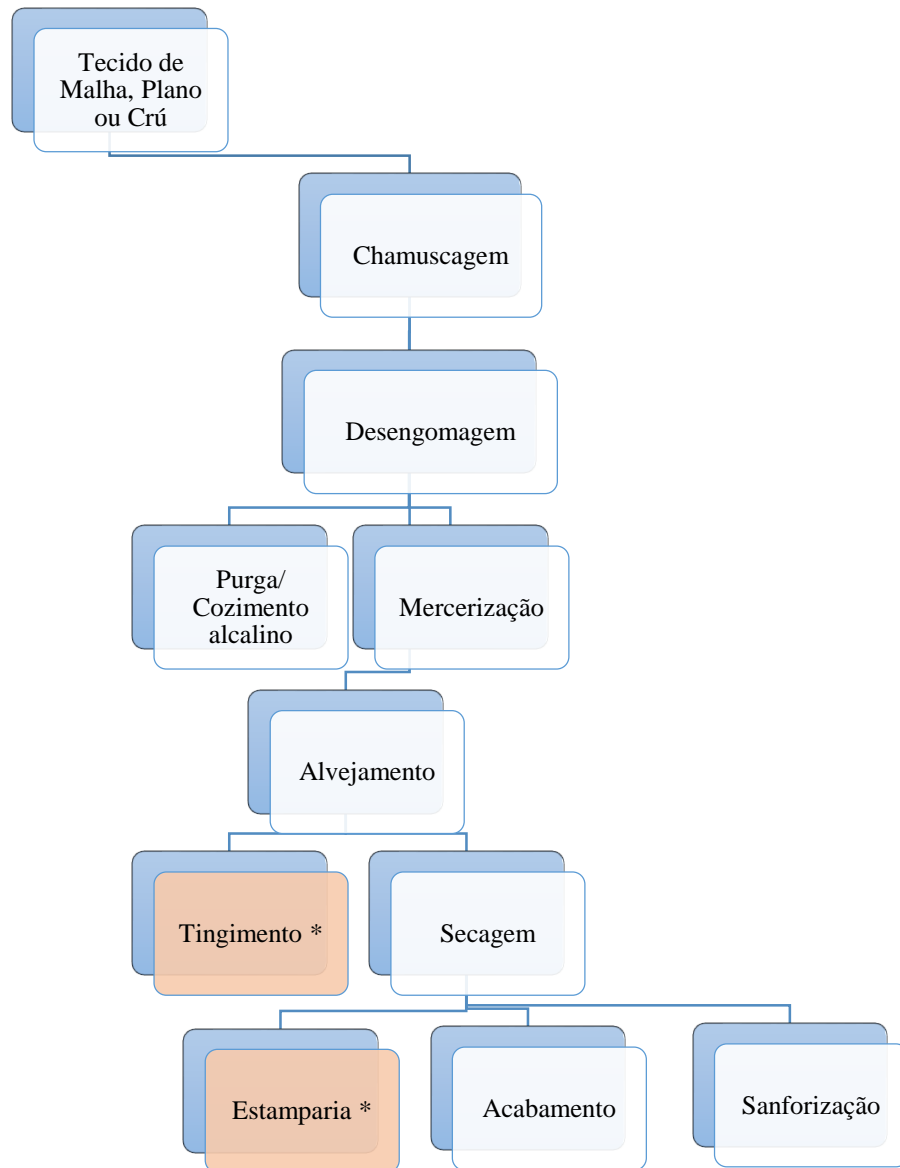 Tecido de
Malha, Plano
ou Crú
Chamuscagem
Desengomagem
Purga/
Cozimento
alcalino
Mercerização
Alvejamento
Tingimento *
Secagem
Estamparia *
Acabamento
Sanforização